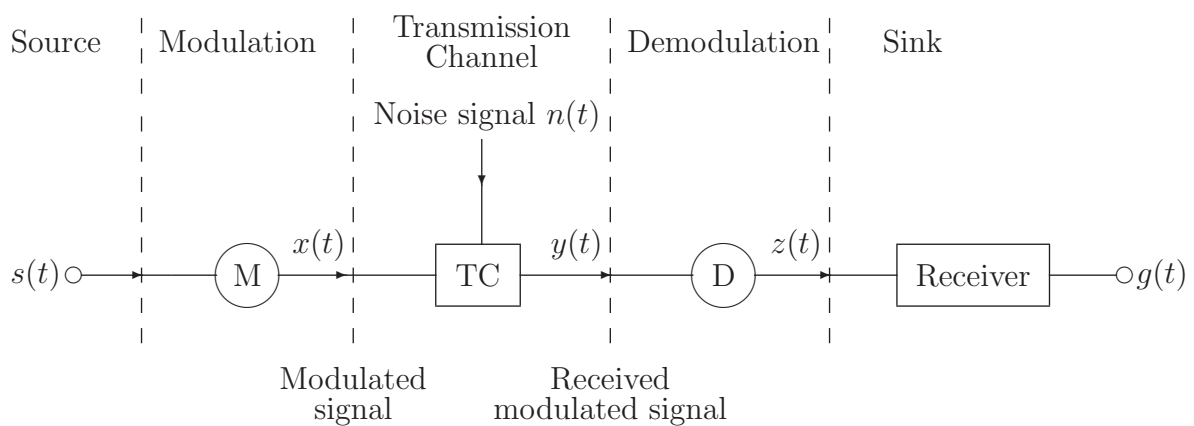 Source
Modulation
Transmission
Channel
Demodulation
Sink
Noise signal n(t)
s(t)
M
x(t)
TC
y(t)
D
z(t)
Receiver
g(t)
Modulated
signal
Received
modulated signal